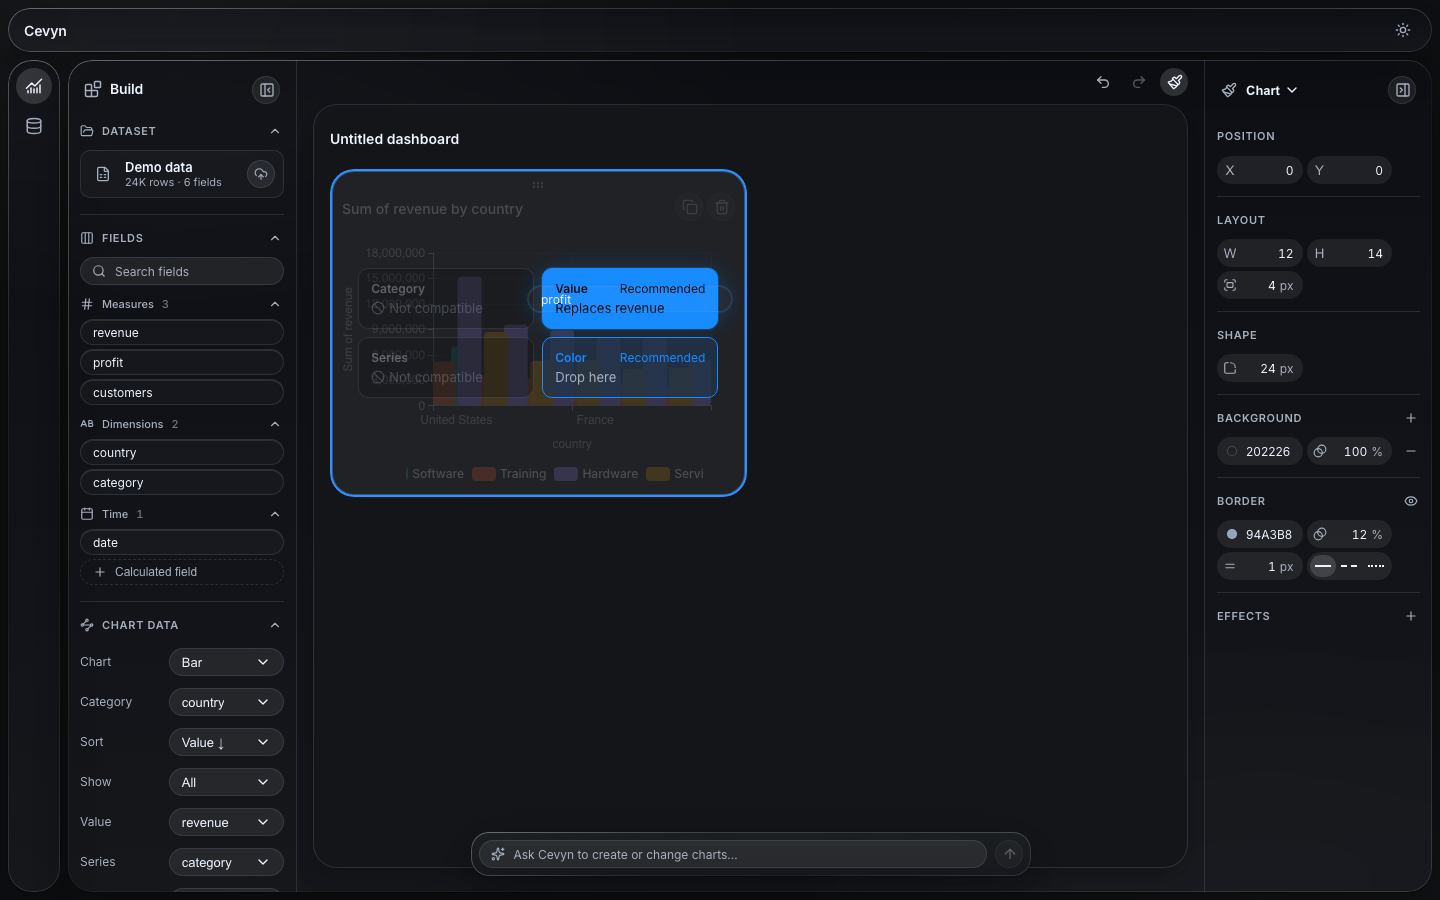 Cevyn
Build
DATASET
Demo data
24K rows · 6 fields
FIELDS
Search fields
Measures 3
revenue
profit
customers
AB Dimensions 2
country
category
Time 1
date
Calculated field
CHART DATA
Chart Bar
Category country
Sort Value ↓
Show All
Value revenue
Series category
Untitled dashboard
Sum of revenue by country
18,000,000
15,000,000
9,000,000
0
Sum of revenue
Category
Not compatible
Value Recommended
profit
Replaces revenue
Series
Not compatible
Color Recommended
Drop here
United States France
country
Software Training Hardware Servi
Ask Cevyn to create or change charts...
Chart
POSITION
X 0 Y 0
LAYOUT
W 12 H 14
4 px
SHAPE
24 px
BACKGROUND
202226 100 %
BORDER
94A3B8 12 %
1 px
EFFECTS